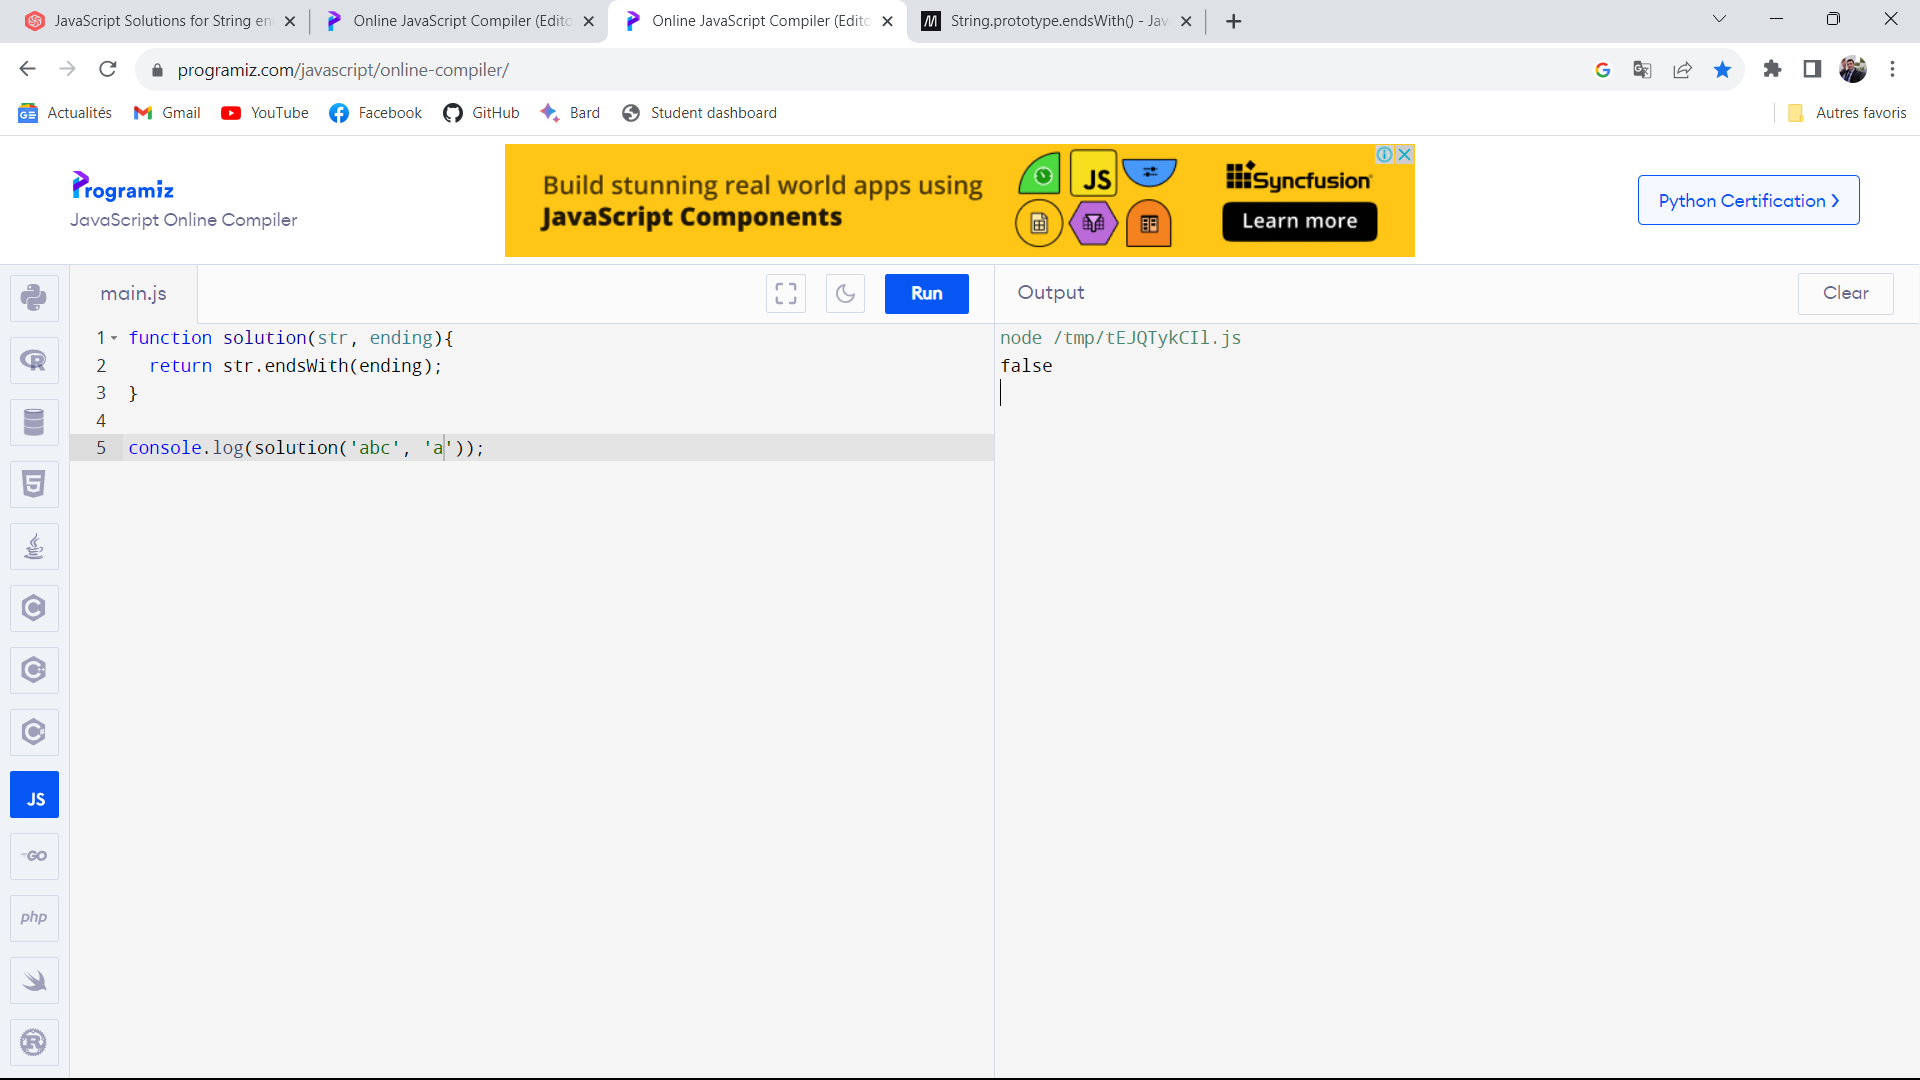 JavaScript Solutions for String en
Online JavaScript Compiler (Edito
Online JavaScript Compiler (Edito
String.prototype.endsWith() - Jav
programiz.com/javascript/online-compiler/
Actualités
Gmail
YouTube
Facebook
GitHub
Bard
Student dashboard
Autres favoris
Programiz
JavaScript Online Compiler
Build stunning real world apps using
JavaScript Components
JS
Syncfusion
Learn more
Python Certification
main.js
Run
Output
Clear
1 function solution(str, ending){
2 return str.endsWith(ending);
3 }
4
5 console.log(solution('abc', 'a'));
node /tmp/tEJQTykCIl.js
false
JS
GO
php